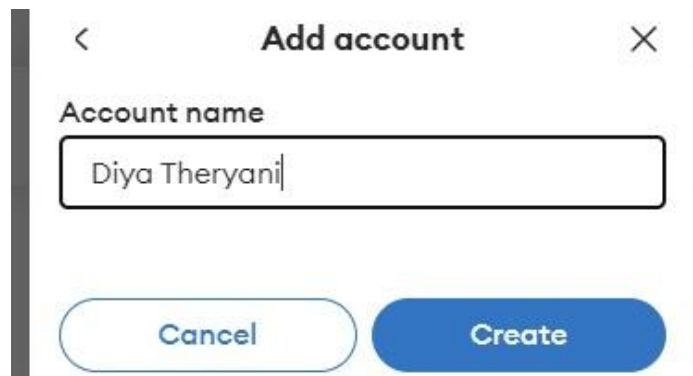 Add account
Account name
Diya Theryani
Cancel
Create